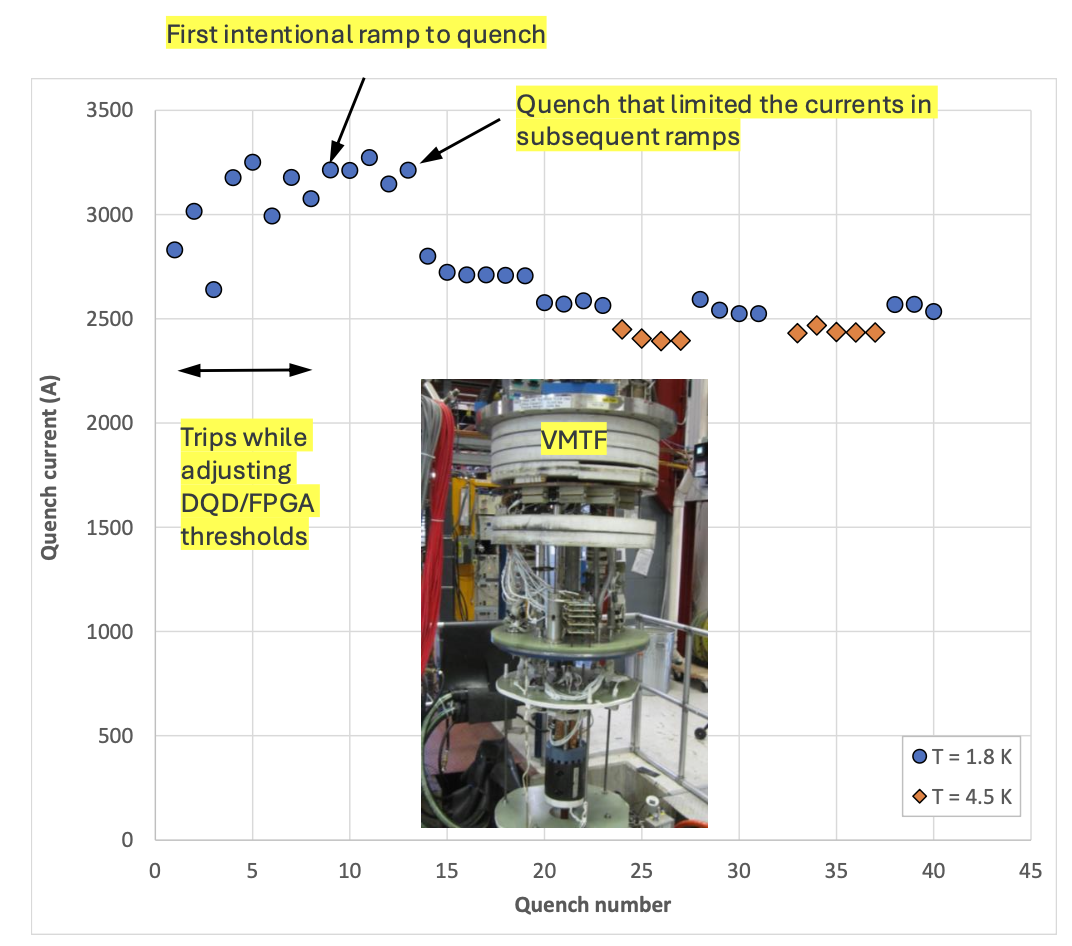 First intentional ramp to quench
Quench that limited the currents in
subsequent ramps
3500
3000
2500
2000
1500
1000
500
0
Quench current (A)
Trips while
adjusting
DQD/FPGA
thresholds
VMTF
T = 1.8 K
T = 4.5 K
0 5 10 15 20 25 30 35 40 45
Quench number